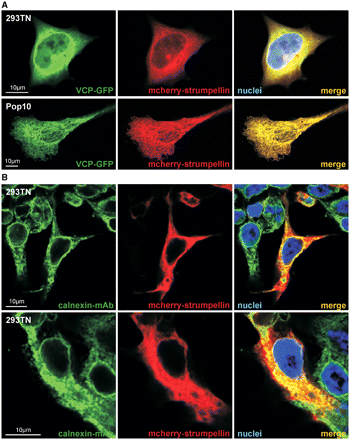 A
293TN
10µm
VCP-GFP
mcherry-strumpellin
nuclei
merge
Pop10
10µm
VCP-GFP
mcherry-strumpellin
merge
B
293TN
10µm
calnexin-mAb
mcherry-strumpellin
nuclei
merge
293TN
10µm
calnexin-mAb
mcherry-strumpellin
nuclei
merge